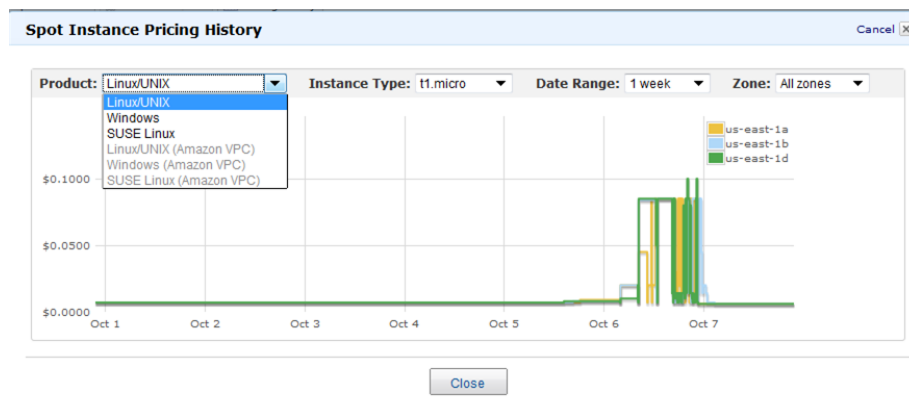 Spot Instance Pricing History
Cancel
Product: Linux/UNIX Instance Type: t1.micro Date Range: 1 week Zone: All zones
Linux/UNIX
Windows
SUSE Linux
Linux/UNIX (Amazon VPC)
Windows (Amazon VPC)
SUSE Linux (Amazon VPC)
us-east-1a
us-east-1b
us-east-1d
$0.1000
$0.0500
$0.0000
Oct 1 Oct 2 Oct 3 Oct 4 Oct 5 Oct 6 Oct 7
Close